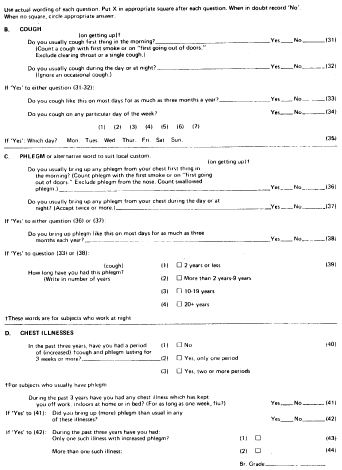 Use actual wording of each question. Put X in appropriate square after each question. When in doubt record 'No'.
When no square, circle appropriate answer.
B. COUGH
(on getting up)†
Do you usually cough first thing in the morning? Yes No (31)
(Count a cough with first smoke or on "first going out of doors."
Exclude clearing throat or a single cough.)
Do you usually cough during the day or at night? Yes No (32)
(Ignore an occasional cough.)
If 'Yes' to either question (31-32):
Do you cough like this on most days for as much as three months a year? Yes No (33)
Do you cough on any particular day of the week? Yes No (34)
(1) (2) (3) (4) (5) (6) (7)
If 'Yes': Which day? Mon. Tues. Wed. Thur. Fri. Sat. Sun. (35)
C. PHLEGM or alternative word to suit local custom.
(on getting up)†
Do you usually bring up any phlegm from your chest first thing in
the morning? (Count phlegm with the first smoke or on "first going
out of doors." Exclude phlegm from the nose. Count swallowed
phlegm.) Yes No (36)
Do you usually bring up any phlegm from your chest during the day or at
night? (Accept twice or more.) Yes No (37)
If 'Yes' to either question (36) or (37):
Do you bring up phlegm like this on most days for as much as three
months each year? Yes No (38)
If 'Yes' to question (33) or (38):
(cough) (1) ☐ 2 years or less (39)
How long have you had this phlegm?
(Write in number of years (2) ☐ More than 2 years-9 years
(3) ☐ 10-19 years
(4) ☐ 20+ years
†These words are for subjects who work at night
D. CHEST ILLNESSES
In the past three years, have you had a period (1) ☐ No (40)
of (increased) †cough and phlegm lasting for
3 weeks or more? (2) ☐ Yes, only one period
(3) ☐ Yes, two or more periods
†For subjects who usually have phlegm
During the past 3 years have you had any chest illness which has kept
you off work, indoors at home or in bed? (For as long as one week, flu?) Yes No (41)
If 'Yes' to (41): Did you bring up (more) phlegm than usual in any
of these illnesses? Yes No (42)
If 'Yes' to (42): During the past three years have you had:
Only one such illness with increased phlegm? (1) ☐ (43)
More than one such illness: (2) ☐ (44)
Br. Grade